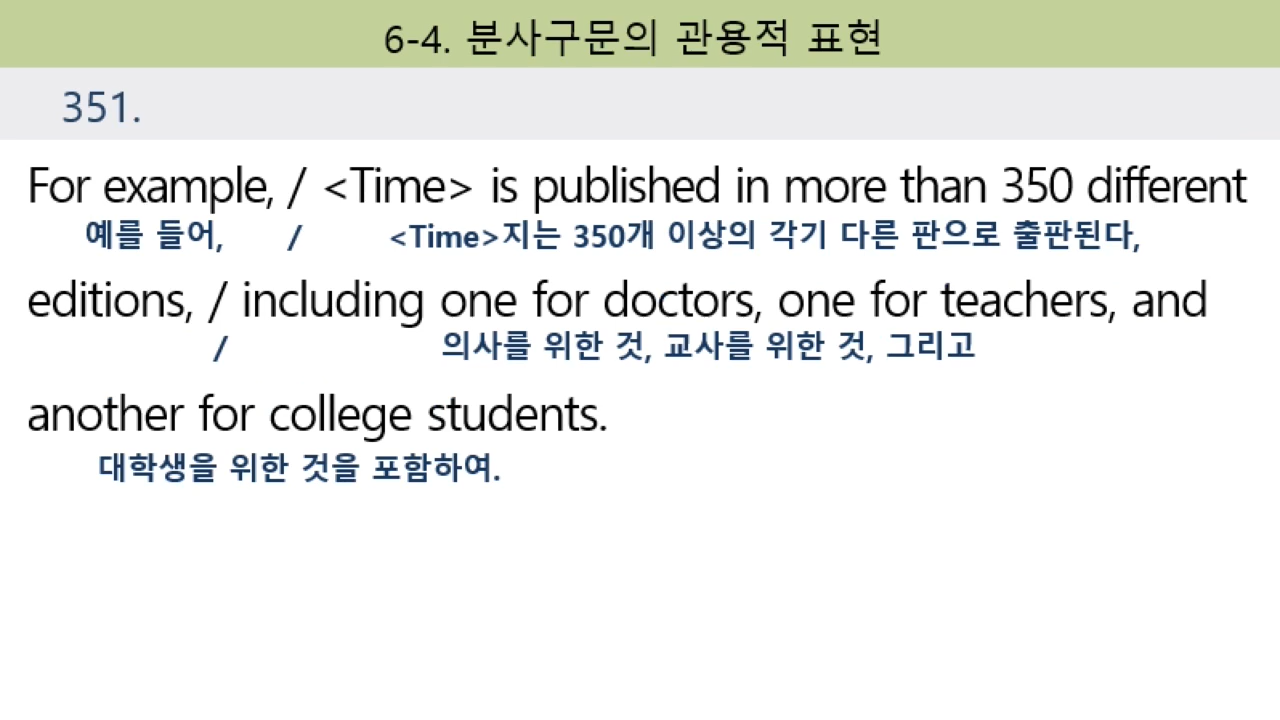 6-4. 분사구문의 관용적 표현
351.
For example, / <Time> is published in more than 350 different
예를 들어, / <Time>지는 350개 이상의 각기 다른 판으로 출판된다,
editions, / including one for doctors, one for teachers, and
/ 의사를 위한 것, 교사를 위한 것, 그리고
another for college students.
대학생을 위한 것을 포함하여.